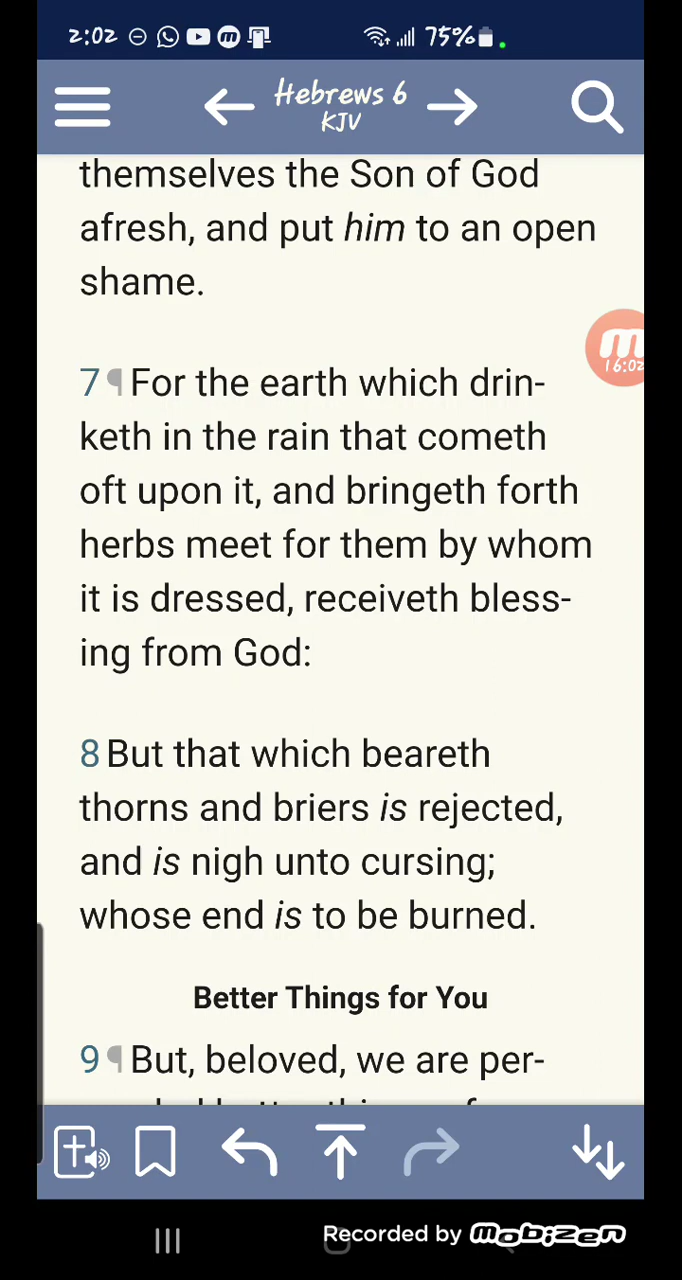 2:02 75%
Hebrews 6
KJV
themselves the Son of God
afresh, and put him to an open
shame.
16:02
7 ¶ For the earth which drin-
keth in the rain that cometh
oft upon it, and bringeth forth
herbs meet for them by whom
it is dressed, receiveth bless-
ing from God:
8 But that which beareth
thorns and briers is rejected,
and is nigh unto cursing;
whose end is to be burned.
Better Things for You
9 ¶ But, beloved, we are per-
Recorded by mobizen